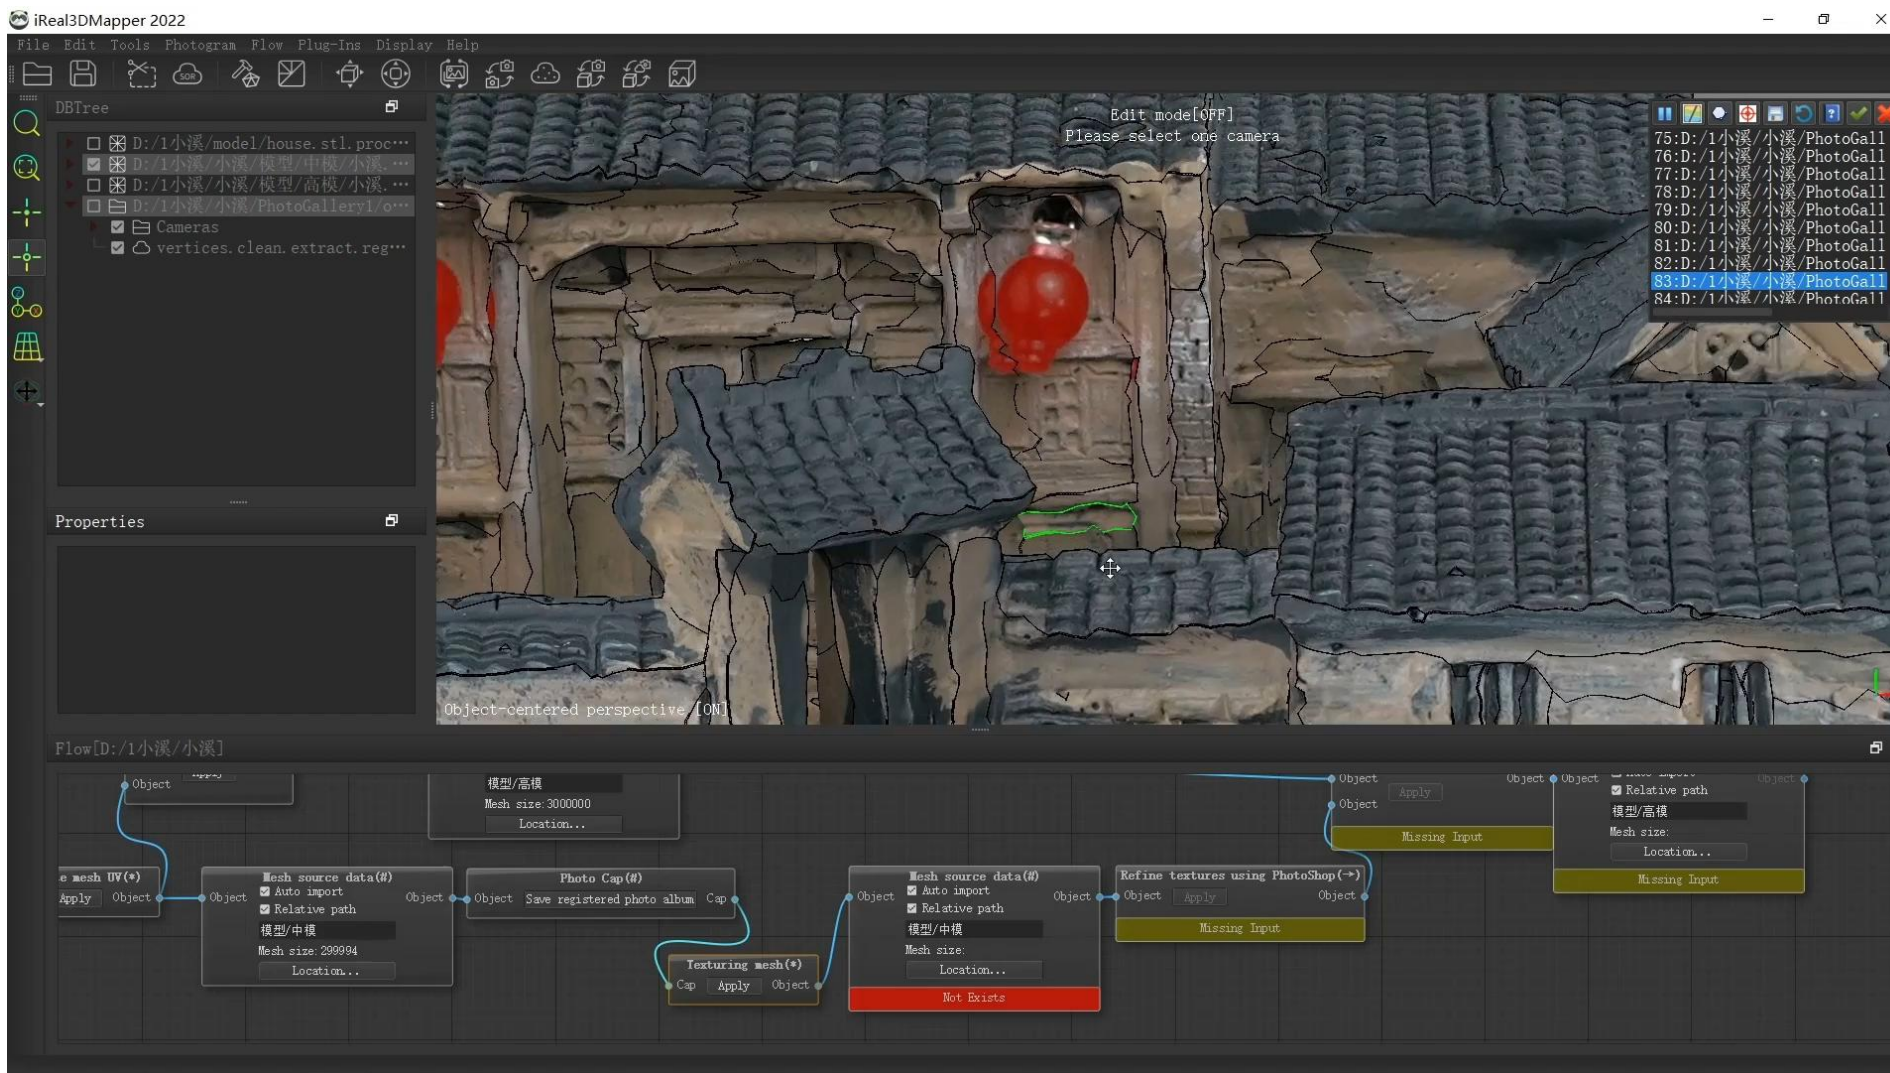 iReal3DMapper 2022
File Edit Tools Photogram Flow Plug-Ins Display Help
SOR
DBTree
D:/1小溪/model/house.stl.proc…
D:/1小溪/小溪/模型/中模/小溪.…
D:/1小溪/小溪/模型/高模/小溪.…
D:/1小溪/小溪/PhotoGallery1/o…
Cameras
vertices.clean.extract.reg…
Properties
Edit mode[OFF]
Please select one camera
75:D:/1小溪/小溪/PhotoGall
76:D:/1小溪/小溪/PhotoGall
77:D:/1小溪/小溪/PhotoGall
78:D:/1小溪/小溪/PhotoGall
79:D:/1小溪/小溪/PhotoGall
80:D:/1小溪/小溪/PhotoGall
81:D:/1小溪/小溪/PhotoGall
82:D:/1小溪/小溪/PhotoGall
83:D:/1小溪/小溪/PhotoGall
84:D:/1小溪/小溪/PhotoGall
Object-centered perspective [ON]
Flow[D:/1小溪/小溪]
Object
模型/高模
Mesh size:3000000
Location...
Object Apply Object
Object
Missing Input
Object Object
Relative path
模型/高模
Mesh size:
Location...
Missing Input
e mesh UV(*)
Apply Object
Mesh source data(#)
Auto import
Object Object
Relative path
模型/中模
Mesh size:299994
Location...
Photo Cap(#)
Object Save registered photo album Cap
Texturing mesh(*)
Cap Apply Object
Mesh source data(#)
Auto import
Object Object
Relative path
模型/中模
Mesh size:
Location...
Not Exists
Refine textures using PhotoShop(→)
Object Apply Object
Missing Input